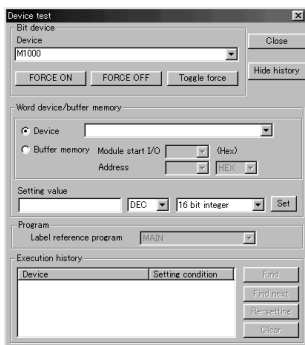 Device test
Bit device
Device
M1000
Close
FORCE ON FORCE OFF Toggle force
Hide history
Word device/buffer memory
Device
Buffer memory Module start I/O (Hex)
Address HEX
Setting value
DEC 16 bit integer Set
Program
Label reference program MAIN
Execution history
Device Setting condition
Find
Find next
Re-setting
Clear